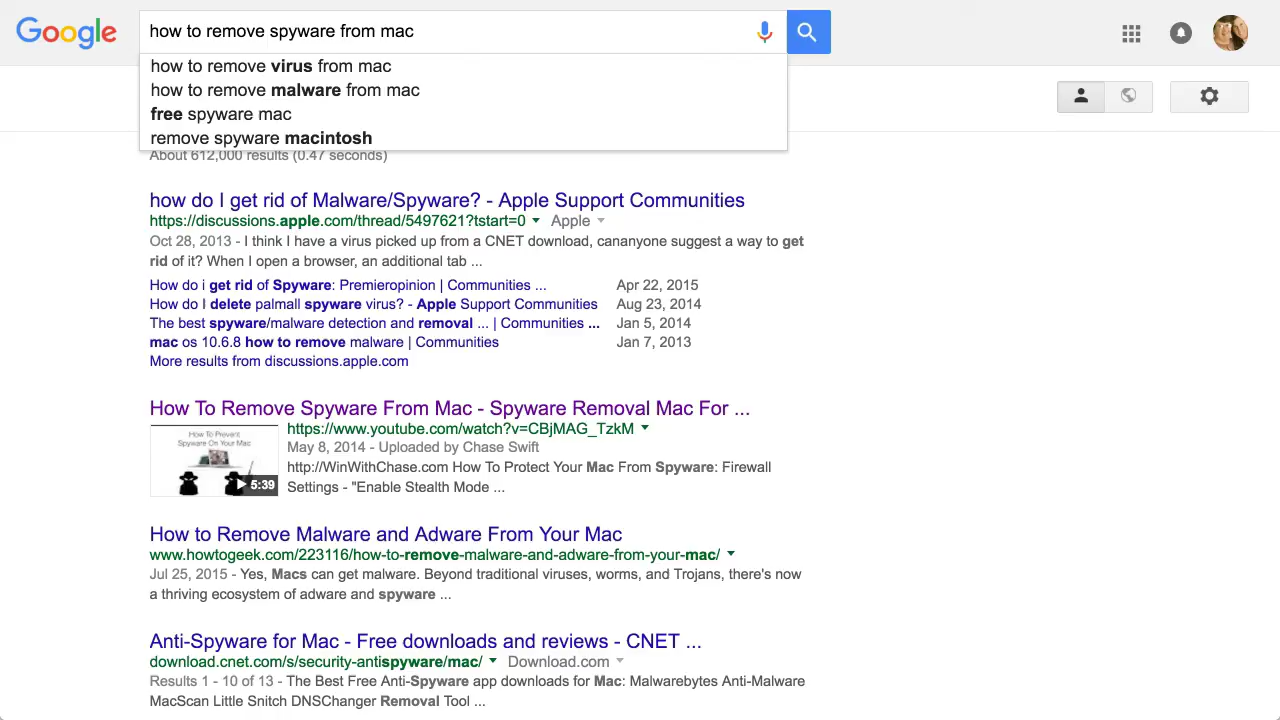 Google
how to remove spyware from mac
how to remove virus from mac
how to remove malware from mac
free spyware mac
remove spyware macintosh
About 612,000 results (0.47 seconds)
how do I get rid of Malware/Spyware? - Apple Support Communities
https://discussions.apple.com/thread/5497621?tstart=0 Apple
Oct 28, 2013 - I think I have a virus picked up from a CNET download, cananyone suggest a way to get
rid of it? When I open a browser, an additional tab ...
How do i get rid of Spyware: Premieropinion | Communities ... Apr 22, 2015
How do I delete palmall spyware virus? - Apple Support Communities Aug 23, 2014
The best spyware/malware detection and removal ... | Communities ... Jan 5, 2014
mac os 10.6.8 how to remove malware | Communities Jan 7, 2013
More results from discussions.apple.com
How To Remove Spyware From Mac - Spyware Removal Mac For ...
How To Prevent
Spyware On Your Mac
5:39
https://www.youtube.com/watch?v=CBjMAG_TzkM
May 8, 2014 - Uploaded by Chase Swift
http://WinWithChase.com How To Protect Your Mac From Spyware: Firewall
Settings - "Enable Stealth Mode ...
How to Remove Malware and Adware From Your Mac
www.howtogeek.com/223116/how-to-remove-malware-and-adware-from-your-mac/
Jul 25, 2015 - Yes, Macs can get malware. Beyond traditional viruses, worms, and Trojans, there's now
a thriving ecosystem of adware and spyware ...
Anti-Spyware for Mac - Free downloads and reviews - CNET ...
download.cnet.com/s/security-antispyware/mac/ Download.com
Results 1 - 10 of 13 - The Best Free Anti-Spyware app downloads for Mac: Malwarebytes Anti-Malware
MacScan Little Snitch DNSChanger Removal Tool ...